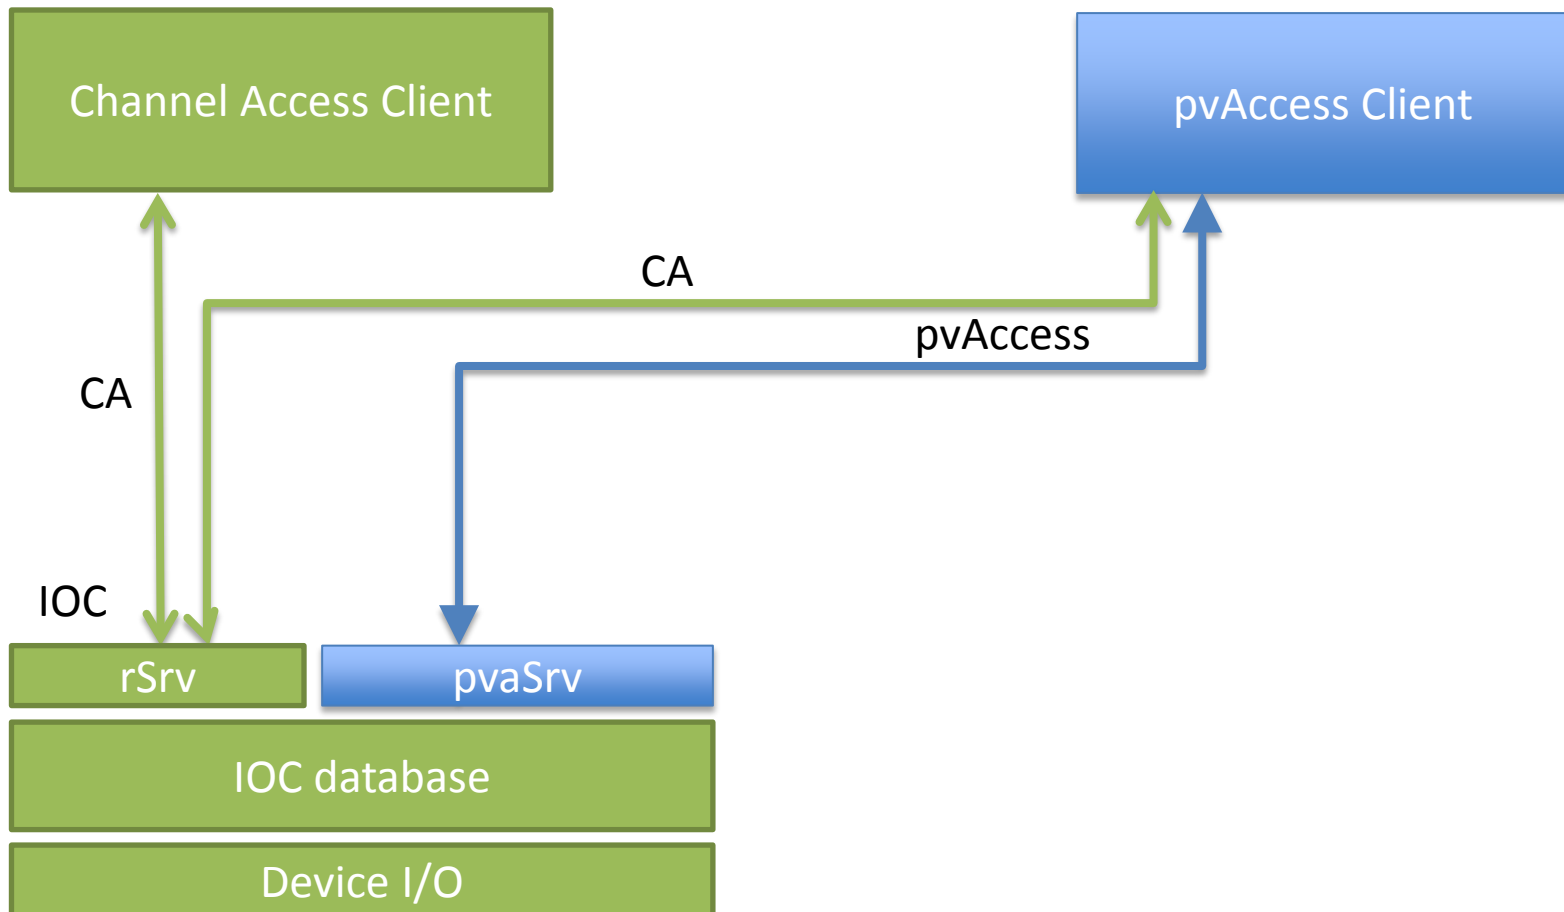 Channel Access Client
pvAccess Client
CA
pvAccess
CA
IOC
rSrv
pvaSrv
IOC database
Device I/O